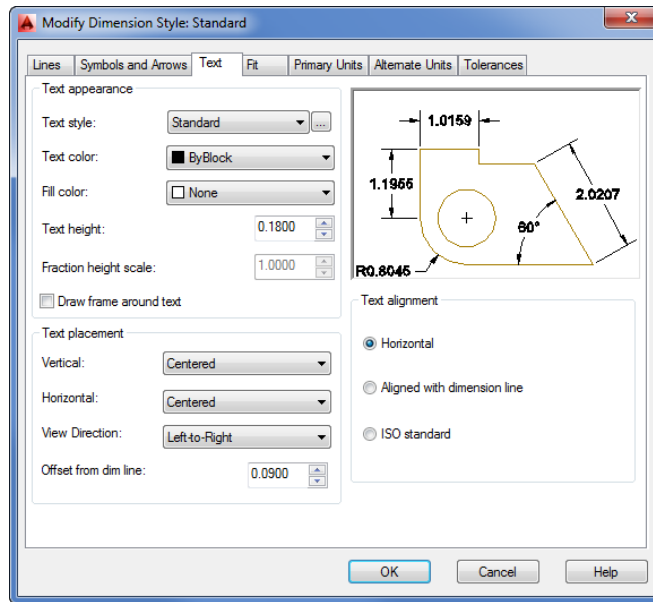 Modify Dimension Style: Standard
Lines
Symbols and Arrows
Text
Fit
Primary Units
Alternate Units
Tolerances
Text appearance
Text style:
Standard
...
Text color:
ByBlock
Fill color:
None
Text height:
0.1800
Fraction height scale:
1.0000
Draw frame around text
Text placement
Vertical:
Centered
Horizontal:
Centered
View Direction:
Left-to-Right
Offset from dim line:
0.0900
1.0159
1.1955
2.0207
60°
R0.8045
Text alignment
Horizontal
Aligned with dimension line
ISO standard
OK
Cancel
Help